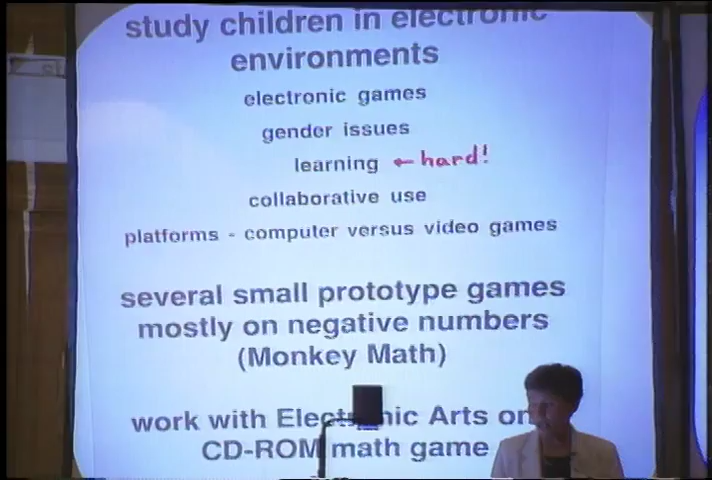 study children in electronic
environments
electronic games
gender issues
learning ← hard!
collaborative use
platforms - computer versus video games
several small prototype games
mostly on negative numbers
(Monkey Math)
work with Electronic Arts on
CD-ROM math game